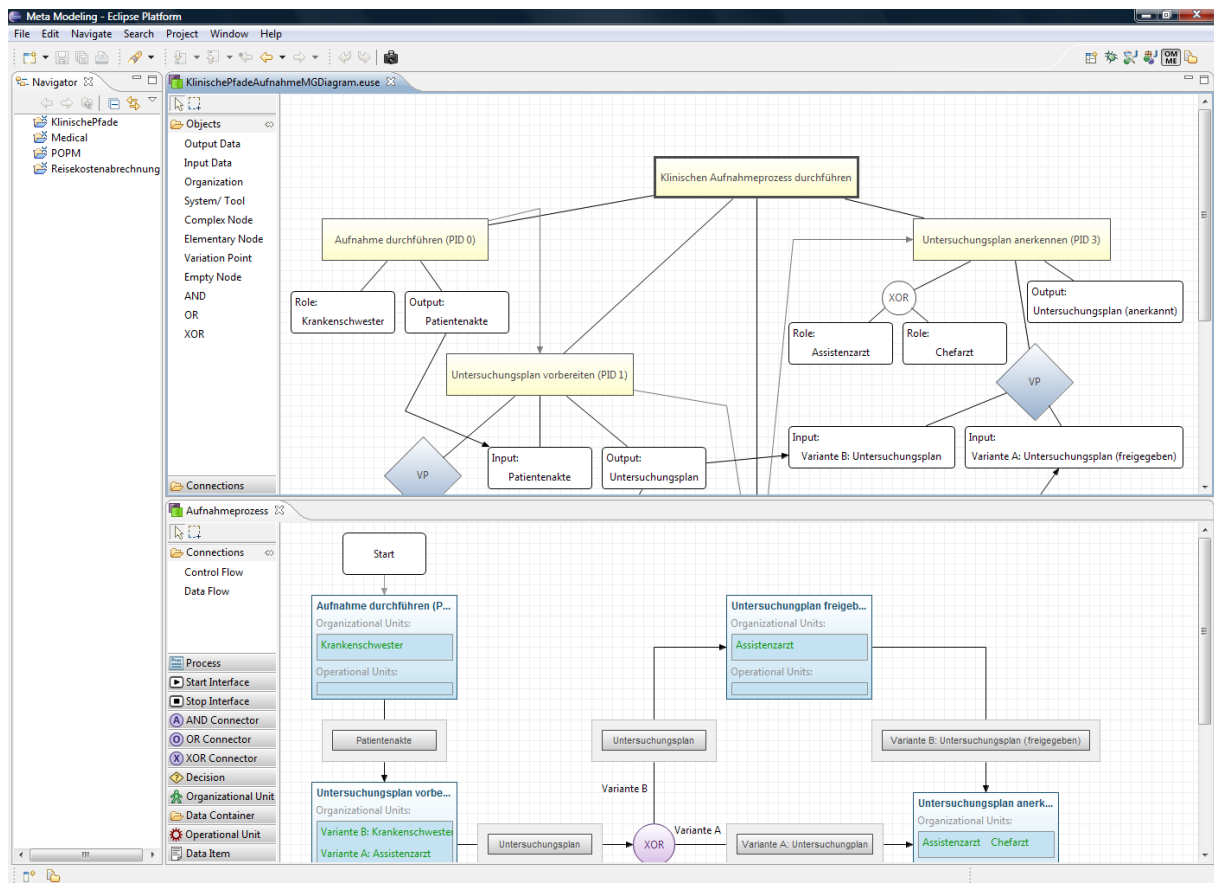 Meta Modeling - Eclipse Platform
File Edit Navigate Search Project Window Help
OM
ME
Navigator
KlinischePfade
Medical
POPM
Reisekostenabrechnung
KlinischePfadeAufnahmeMGDiagram.euse
Objects
Output Data
Input Data
Organization
System/ Tool
Complex Node
Elementary Node
Variation Point
Empty Node
AND
OR
XOR
Connections
Klinischen Aufnahmeprozess durchführen
Aufnahme durchführen (PID 0)
Untersuchungsplan anerkennen (PID 3)
Role:
Krankenschwester
Output:
Patientenakte
XOR
Output:
Untersuchungsplan (anerkannt)
Role:
Assistenzarzt
Role:
Chefarzt
Untersuchungsplan vorbereiten (PID 1)
VP
VP
Input:
Patientenakte
Output:
Untersuchungsplan
Input:
Variante B: Untersuchungsplan
Input:
Variante A: Untersuchungsplan (freigegeben)
Aufnahmeprozess
Connections
Control Flow
Data Flow
Process
Start Interface
Stop Interface
A AND Connector
O OR Connector
X XOR Connector
? Decision
Organizational Unit
Data Container
Operational Unit
Data Item
Start
Aufnahme durchführen (P...
Organizational Units:
Krankenschwester
Operational Units:
Untersuchungplan freigeb...
Organizational Units:
Assistenzarzt
Operational Units:
Patientenakte
Untersuchungsplan
Variante B: Untersuchungsplan (freigegeben)
Variante B
Untersuchungsplan vorbe...
Organizational Units:
Variante B: Krankenschwester
Variante A: Assistenzarzt
Untersuchungsplan
XOR
Variante A
Variante A: Untersuchungplan
Untersuchungsplan anerk...
Organizational Units:
Assistenzarzt Chefarzt